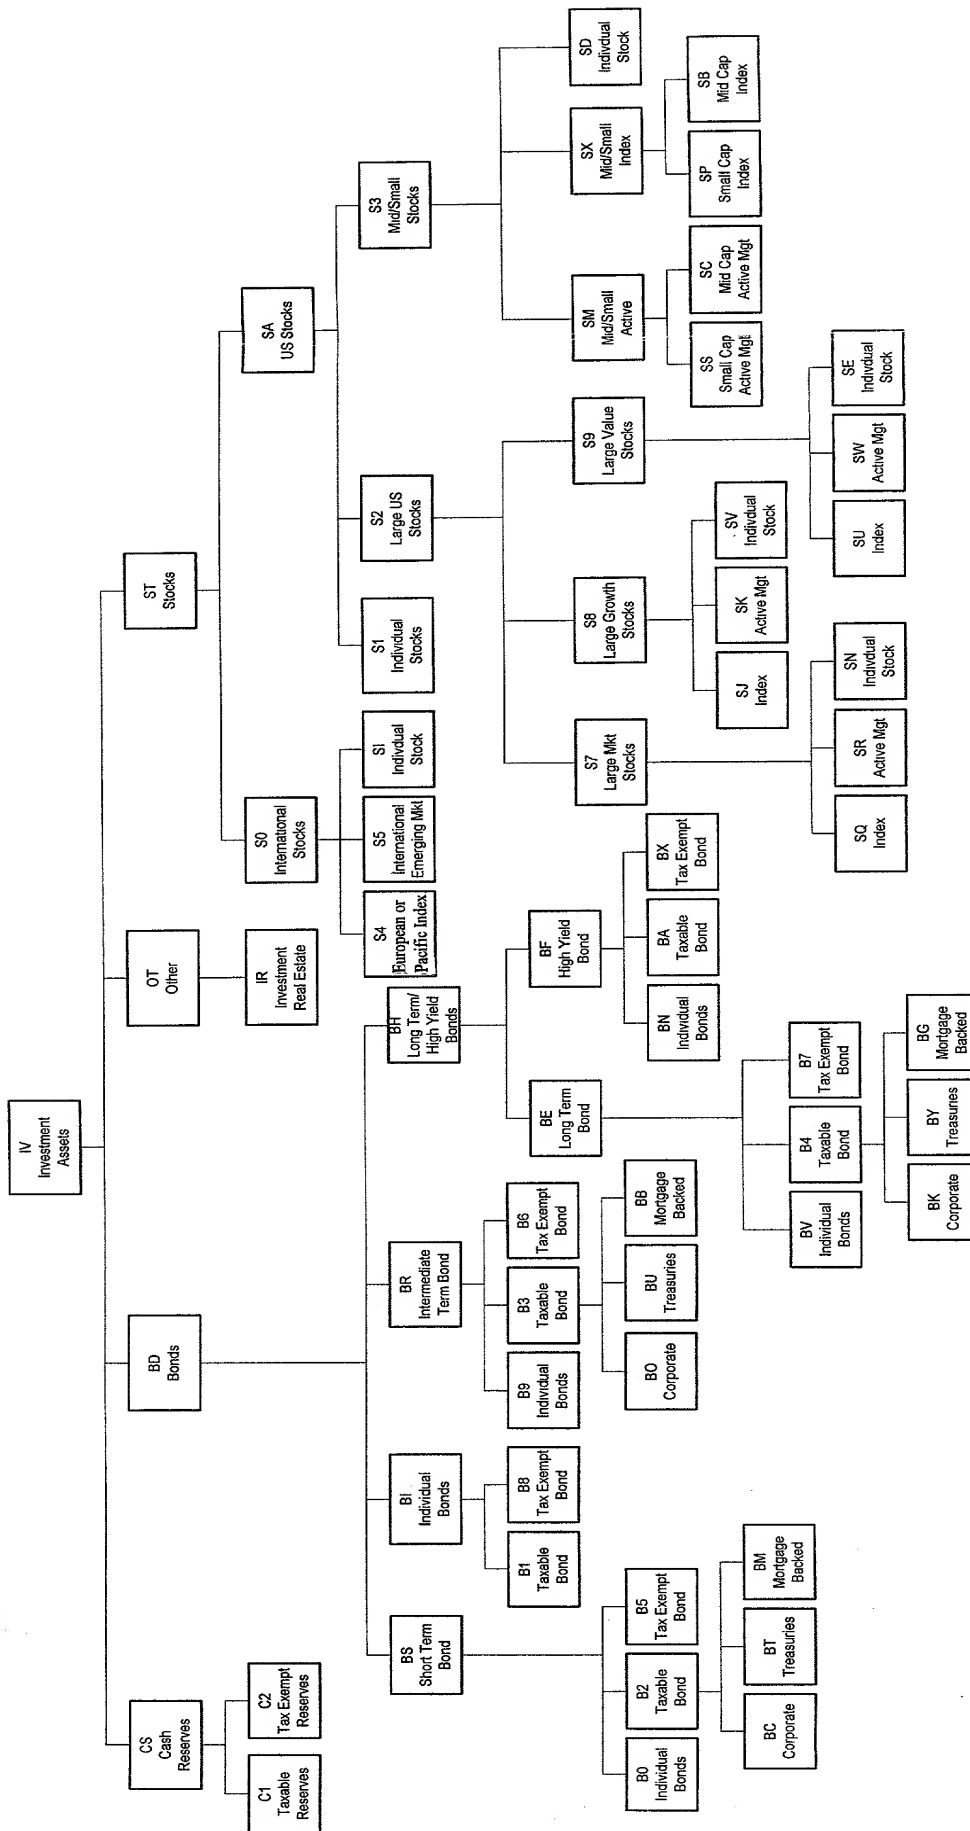 IV
Investment
Assets
CS
Cash
Reserves
BD
Bonds
OT
Other
ST
Stocks
C1
Taxable
Reserves
C2
Tax Exempt
Reserves
IR
Investment
Real Estate
S0
International
Stocks
SA
US Stocks
BS
Short Term
Bond
BI
Individual
Bonds
BR
Intermediate
Term Bond
BH
Long Term/
High Yield
Bonds
S4
European or
Pacific Index
S5
International
Emerging Mkt
SI
Indivdual
Stock
S1
Individual
Stocks
S2
Large US
Stocks
S3
Mid/Small
Stocks
B1
Taxable
Bond
B8
Tax Exempt
Bond
B9
Individual
Bonds
B3
Taxable
Bond
B6
Tax Exempt
Bond
BE
Long Term
Bond
BF
High Yield
Bond
S7
Large Mkt
Stocks
S8
Large Growth
Stocks
S9
Large Value
Stocks
SM
Mid/Small
Active
SX
Mid/Small
Index
SD
Indivdual
Stock
B0
Individual
Bonds
B2
Taxable
Bond
B5
Tax Exempt
Bond
BO
Corporate
BU
Treasuries
BB
Mortgage
Backed
BN
Individual
Bonds
BA
Taxable
Bond
BX
Tax Exempt
Bond
SJ
Index
SK
Active Mgt
SV
Indivdual
Stock
SS
Small Cap
Active Mgt
SC
Mid Cap
Active Mgt
SP
Small Cap
Index
SB
Mid Cap
Index
BC
Corporate
BT
Treasuries
BM
Mortgage
Backed
BV
Individual
Bonds
B4
Taxable
Bond
B7
Tax Exempt
Bond
SQ
Index
SR
Active Mgt
SN
Indivdual
Stock
SU
Index
SW
Active Mgt
SE
Indivdual
Stock
BK
Corporate
BY
Treasuries
BG
Mortgage
Backed